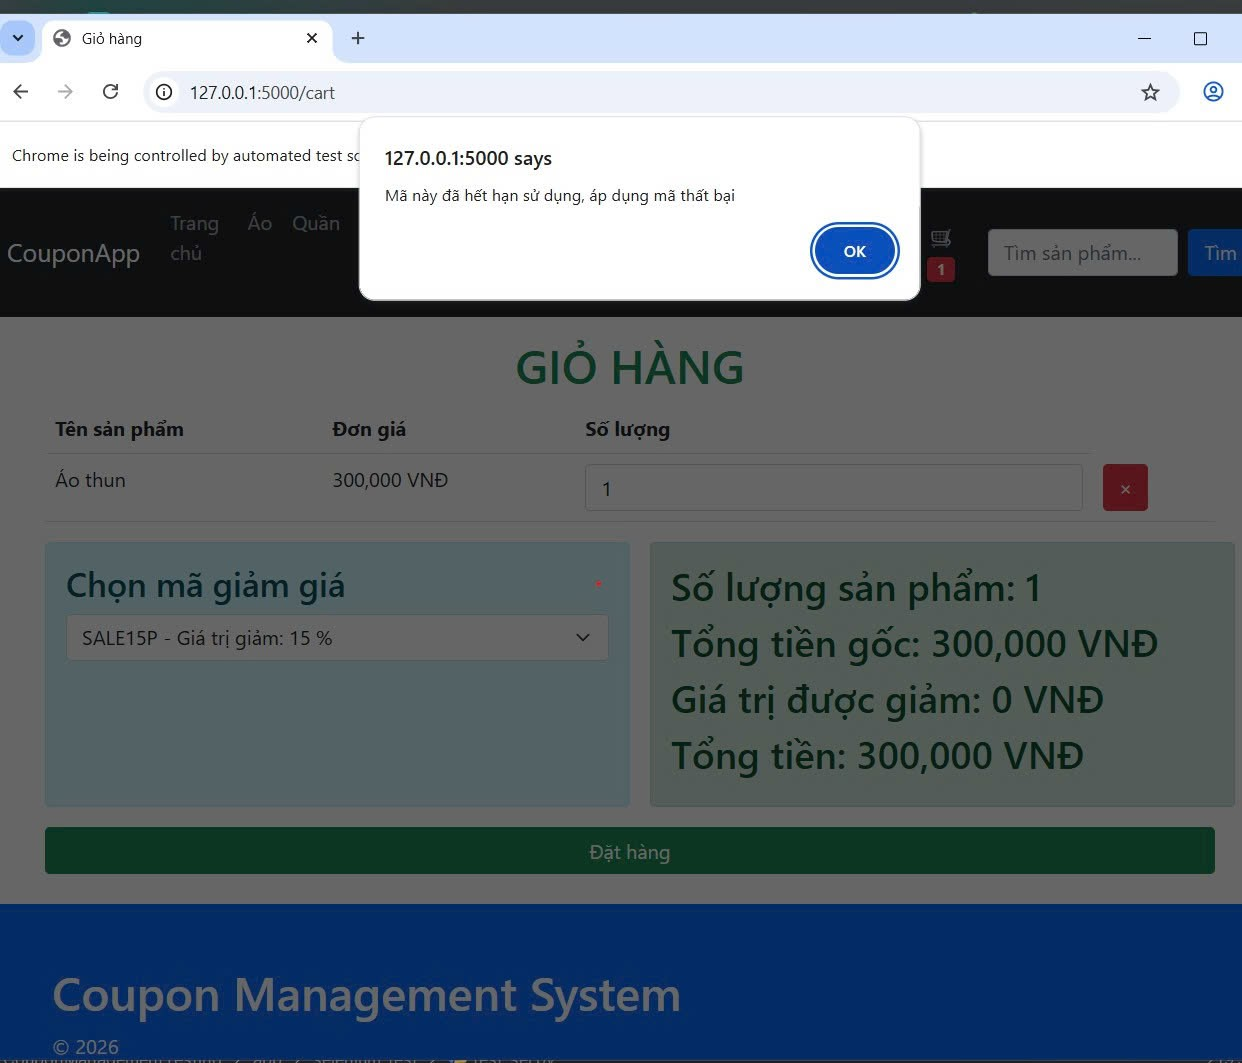 Giỏ hàng
127.0.0.1:5000/cart
Chrome is being controlled by automated test
127.0.0.1:5000 says
Mã này đã hết hạn sử dụng, áp dụng mã thất bại
OK
CouponApp
Trang chủ
Áo
Quần
1
Tìm sản phẩm...
Tìm
GIỎ HÀNG
Tên sản phẩm Đơn giá Số lượng
Áo thun 300,000 VNĐ 1 ×
Chọn mã giảm giá
SALE15P - Giá trị giảm: 15 %
Số lượng sản phẩm: 1
Tổng tiền gốc: 300,000 VNĐ
Giá trị được giảm: 0 VNĐ
Tổng tiền: 300,000 VNĐ
Đặt hàng
Coupon Management System
© 2026